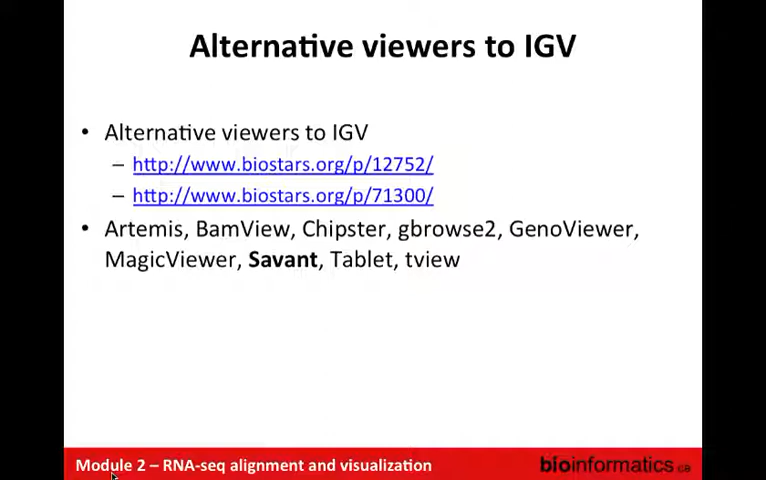 Alternative viewers to IGV
• Alternative viewers to IGV
– http://www.biostars.org/p/12752/
– http://www.biostars.org/p/71300/
• Artemis, BamView, Chipster, gbrowse2, GenoViewer,
MagicViewer, Savant, Tablet, tview
Module 2 – RNA-seq alignment and visualization
bioinformatics.ca